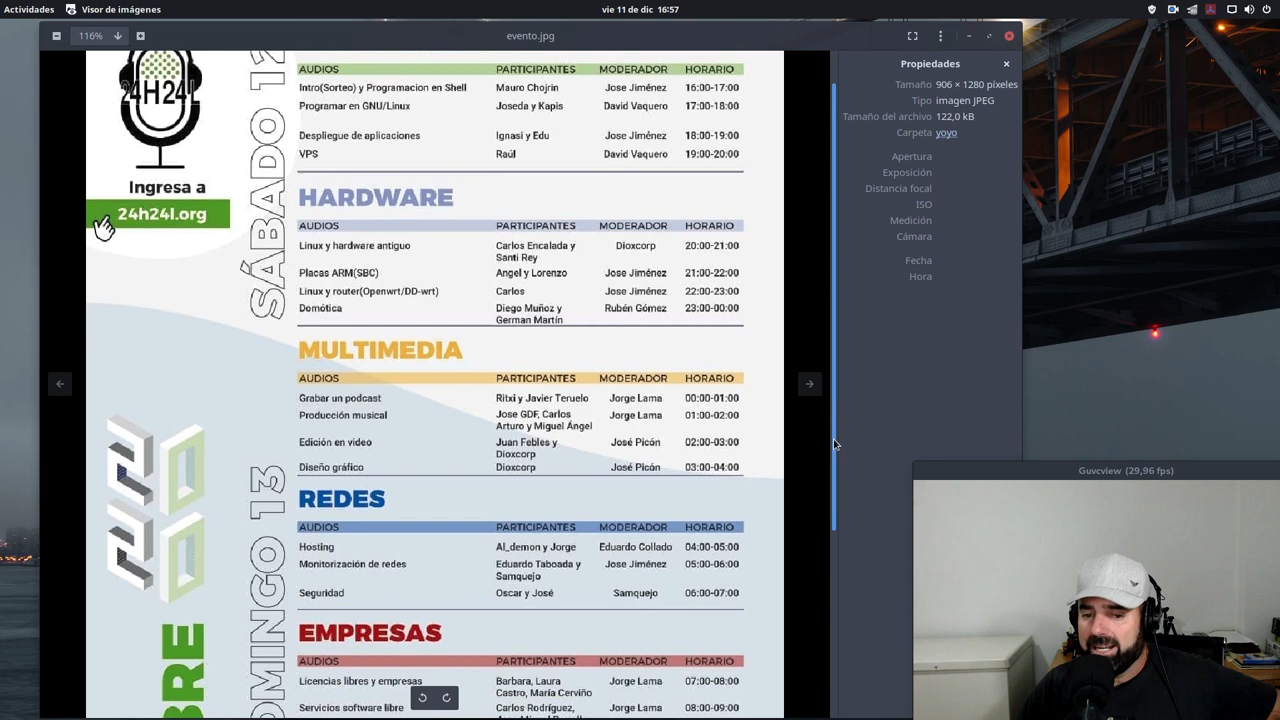 Actividades Visor de imágenes vie 11 de dic 16:57
116% evento.jpg
Propiedades
Tamaño 906 × 1280 píxeles
Tipo imagen JPEG
Tamaño del archivo 122,0 kB
Carpeta yoyo
Apertura
Exposición
Distancia focal
ISO
Medición
Cámara
Fecha
Hora
24H24L
Ingresa a
24h24l.org
SÁBADO 12
AUDIOS PARTICIPANTES MODERADOR HORARIO
Intro(Sorteo) y Programacion en Shell Mauro Chojrin Jose Jiménez 16:00-17:00
Programar en GNU/Linux Joseda y Kapis David Vaquero 17:00-18:00
Despliegue de aplicaciones Ignasi y Edu Jose Jiménez 18:00-19:00
VPS Raúl David Vaquero 19:00-20:00
HARDWARE
AUDIOS PARTICIPANTES MODERADOR HORARIO
Linux y hardware antiguo Carlos Encalada y Dioxcorp 20:00-21:00
Santi Rey
Placas ARM(SBC) Angel y Lorenzo Jose Jiménez 21:00-22:00
Linux y router(Openwrt/DD-wrt) Carlos Jose Jiménez 22:00-23:00
Domótica Diego Muñoz y Rubén Gómez 23:00-00:00
German Martín
MULTIMEDIA
AUDIOS PARTICIPANTES MODERADOR HORARIO
Grabar un podcast Ritxi y Javier Teruelo Jorge Lama 00:00-01:00
Producción musical Jose GDF, Carlos Jorge Lama 01:00-02:00
Arturo y Miguel Ángel
Edición en video Juan Febles y José Picón 02:00-03:00
Dioxcorp
Diseño gráfico Dioxcorp José Picón 03:00-04:00
2020
BRE
DOMINGO 13
REDES
AUDIOS PARTICIPANTES MODERADOR HORARIO
Hosting Al_demon y Jorge Eduardo Collado 04:00-05:00
Monitorización de redes Eduardo Taboada y Jose Jiménez 05:00-06:00
Samquejo
Seguridad Oscar y José Samquejo 06:00-07:00
EMPRESAS
AUDIOS PARTICIPANTES MODERADOR HORARIO
Licencias libres y empresas Barbara, Laura Jorge Lama 07:00-08:00
Castro, María Cerviño
Servicios software libre Carlos Rodríguez, Jorge Lama 08:00-09:00
Guvcview (29,96 fps)